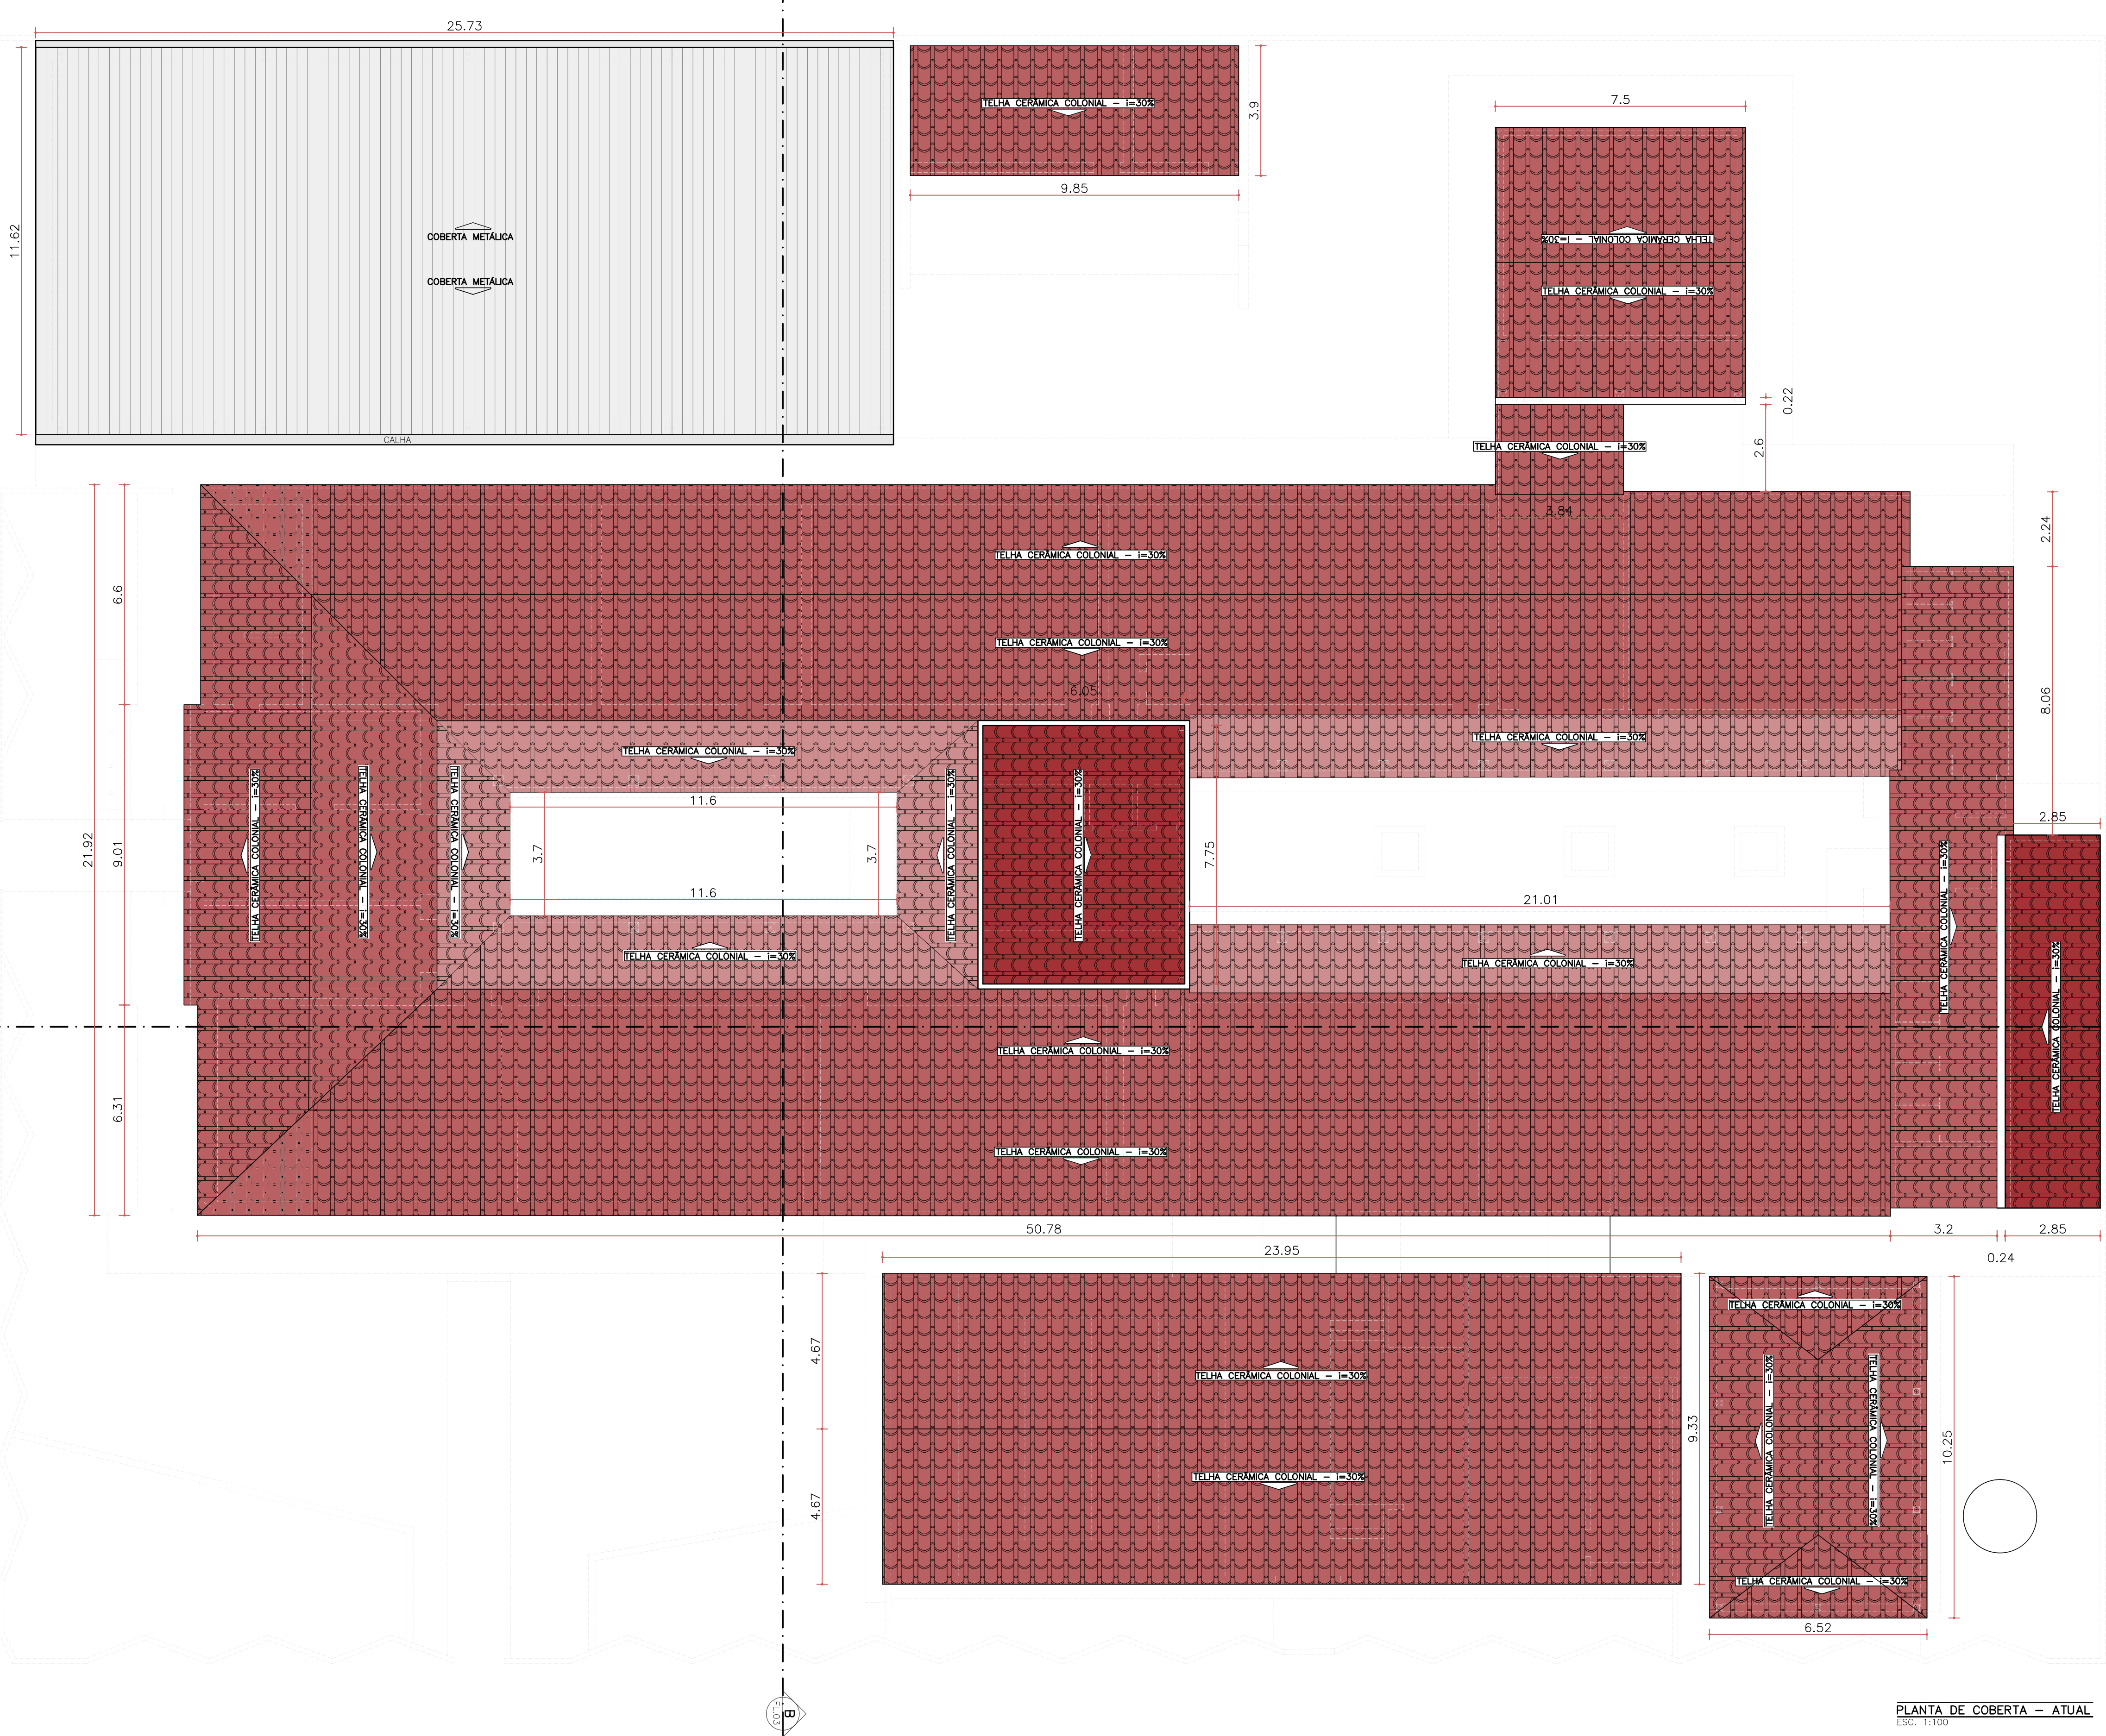 25.73
11.62
COBERTA METÁLICA
COBERTA METÁLICA
CALHA
TELHA CERÂMICA COLONIAL - i=30%
3.9
9.85
7.5
TELHA CERÂMICA COLONIAL - i=30%
TELHA CERÂMICA COLONIAL - i=30%
0.22
2.6
TELHA CERÂMICA COLONIAL - i=30%
3.84
2.24
8.06
21.92
6.6
9.01
6.31
TELHA CERÂMICA COLONIAL - i=30%
TELHA CERÂMICA COLONIAL - i=30%
6.05
TELHA CERÂMICA COLONIAL - i=30%
TELHA CERÂMICA COLONIAL - i=30%
TELHA CERÂMICA COLONIAL - i=30%
TELHA CERÂMICA COLONIAL - i=30%
TELHA CERÂMICA COLONIAL - i=30%
TELHA CERÂMICA COLONIAL - i=30%
TELHA CERÂMICA COLONIAL - i=30%
11.6
3.7
3.7
11.6
TELHA CERÂMICA COLONIAL - i=30%
7.75
21.01
TELHA CERÂMICA COLONIAL - i=30%
TELHA CERÂMICA COLONIAL - i=30%
2.85
TELHA CERÂMICA COLONIAL - i=30%
TELHA CERÂMICA COLONIAL - i=30%
TELHA CERÂMICA COLONIAL - i=30%
50.78
3.2
2.85
0.24
23.95
4.67
4.67
TELHA CERÂMICA COLONIAL - i=30%
TELHA CERÂMICA COLONIAL - i=30%
9.33
TELHA CERÂMICA COLONIAL - i=30%
TELHA CERÂMICA COLONIAL - i=30%
TELHA CERÂMICA COLONIAL - i=30%
TELHA CERÂMICA COLONIAL - i=30%
10.25
6.52
B
FL.03
PLANTA DE COBERTA - ATUAL
ESC. 1:100